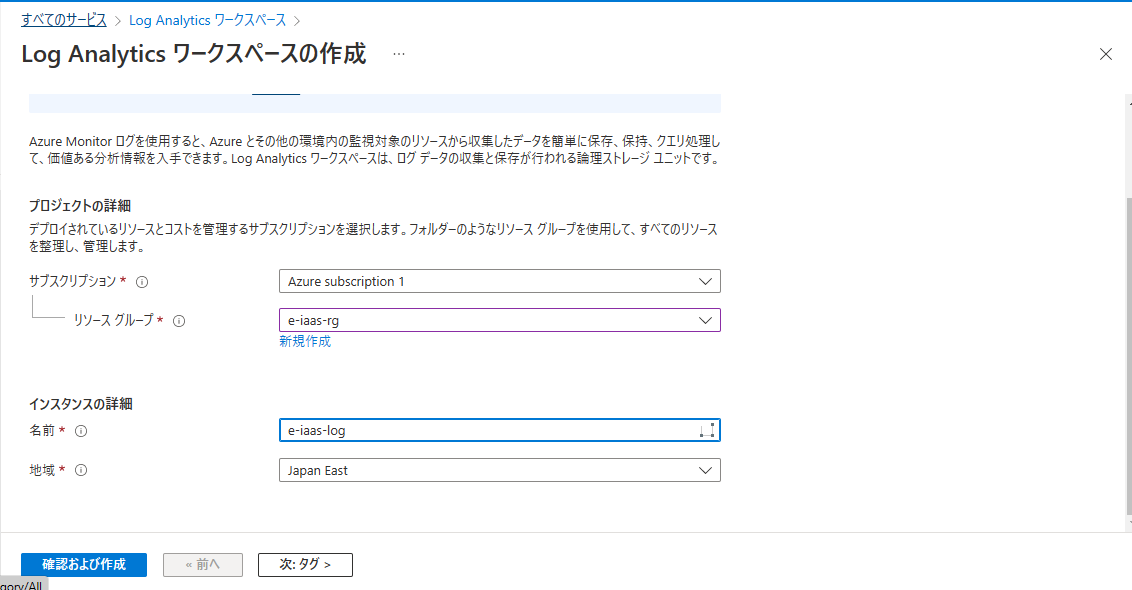 すべてのサービス > Log Analytics ワークスペース >
Log Analytics ワークスペースの作成 ...
Azure Monitor ログを使用すると、Azure とその他の環境内の監視対象のリソースから収集したデータを簡単に保存、保持、クエリ処理し
て、価値ある分析情報を入手できます。Log Analytics ワークスペースは、ログ データの収集と保存が行われる論理ストレージ ユニットです。
プロジェクトの詳細
デプロイされているリソースとコストを管理するサブスクリプションを選択します。フォルダーのようなリソース グループを使用して、すべてのリソース
を整理し、管理します。
サブスクリプション * Azure subscription 1
リソース グループ * e-iaas-rg
新規作成
インスタンスの詳細
名前 * e-iaas-log
地域 * Japan East
確認および作成 « 前へ 次: タグ >
gory/All